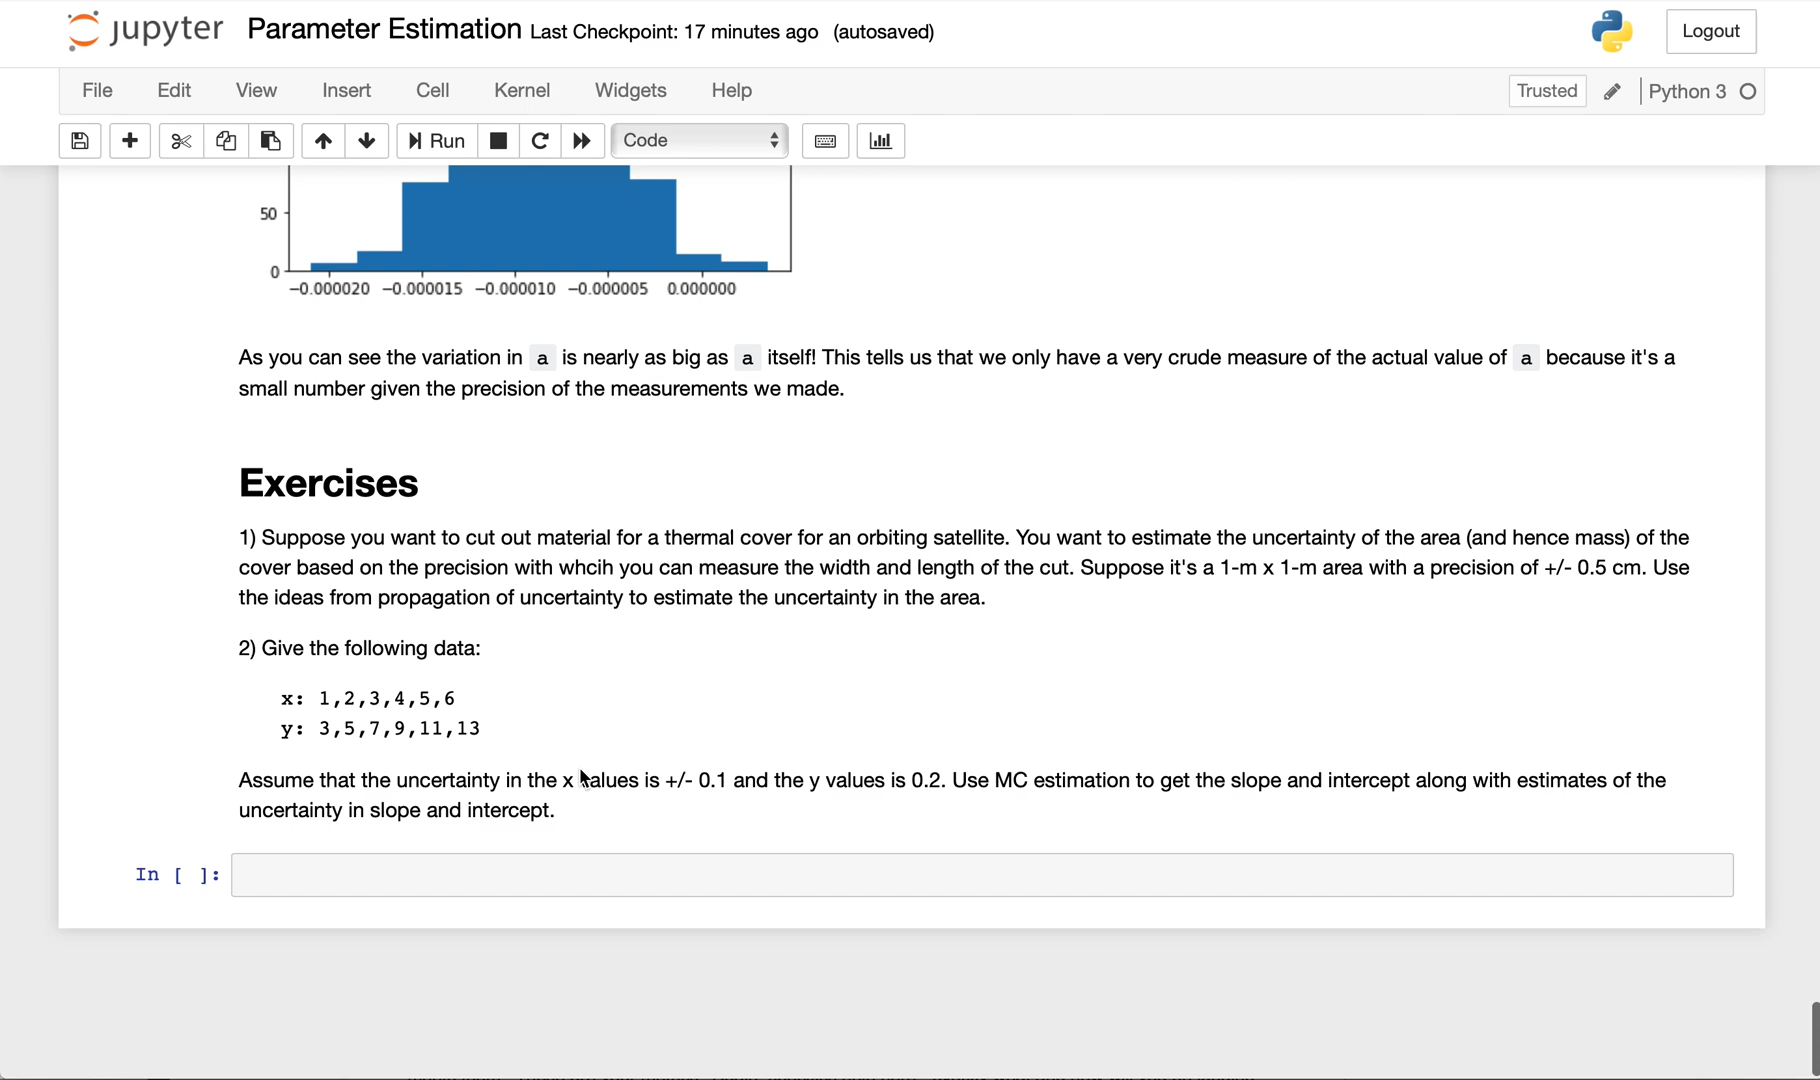 jupyter Parameter Estimation Last Checkpoint: 17 minutes ago (autosaved) Logout
File Edit View Insert Cell Kernel Widgets Help Trusted Python 3
Run Code
50
0
−0.000020 −0.000015 −0.000010 −0.000005 0.000000
As you can see the variation in a is nearly as big as a itself! This tells us that we only have a very crude measure of the actual value of a because it's a
small number given the precision of the measurements we made.
Exercises
1) Suppose you want to cut out material for a thermal cover for an orbiting satellite. You want to estimate the uncertainty of the area (and hence mass) of the
cover based on the precision with whcih you can measure the width and length of the cut. Suppose it's a 1-m x 1-m area with a precision of +/- 0.5 cm. Use
the ideas from propagation of uncertainty to estimate the uncertainty in the area.
2) Give the following data:
x: 1,2,3,4,5,6
y: 3,5,7,9,11,13
Assume that the uncertainty in the x values is +/- 0.1 and the y values is 0.2. Use MC estimation to get the slope and intercept along with estimates of the
uncertainty in slope and intercept.
In [ ]: